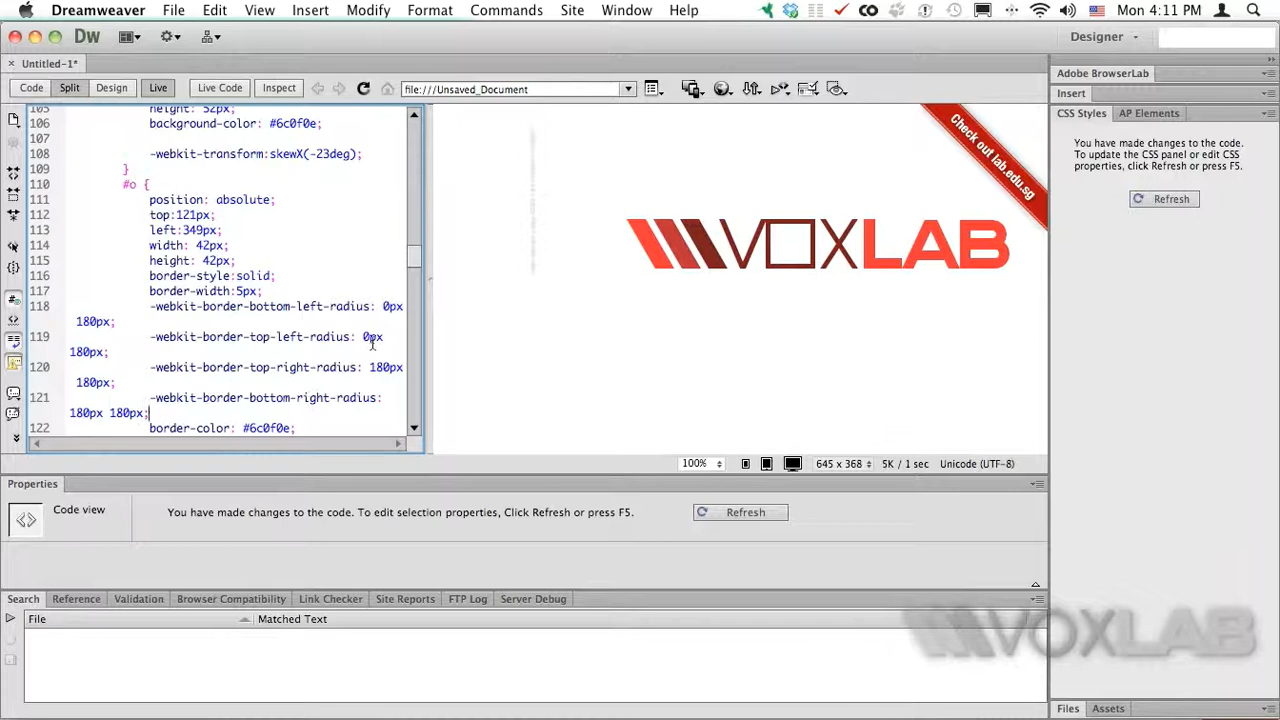 Dreamweaver File Edit View Insert Modify Format Commands Site Window Help Mon 4:11 PM
Dw Designer
Untitled-1*
Code Split Design Live Live Code Inspect file:///Unsaved_Document
Adobe BrowserLab
Insert
CSS Styles AP Elements
You have made changes to the code.
To update the CSS panel or edit CSS
properties, click Refresh or press F5.
Refresh
105 height: 52px;
106 background-color: #6c0f0e;
107
108 -webkit-transform:skewX(-23deg);
109 }
110 #o {
111 position: absolute;
112 top:121px;
113 left:349px;
114 width: 42px;
115 height: 42px;
116 border-style:solid;
117 border-width:5px;
118 -webkit-border-bottom-left-radius: 0px
180px;
119 -webkit-border-top-left-radius: 0px
180px;
120 -webkit-border-top-right-radius: 180px
180px;
121 -webkit-border-bottom-right-radius:
180px 180px;
122 border-color: #6c0f0e;
Check out lab.edu.sg
VOXLAB
100% 645 x 368 5K / 1 sec Unicode (UTF-8)
Properties
Code view You have made changes to the code. To edit selection properties, Click Refresh or press F5. Refresh
Search Reference Validation Browser Compatibility Link Checker Site Reports FTP Log Server Debug
File Matched Text
VOXLAB
Files Assets